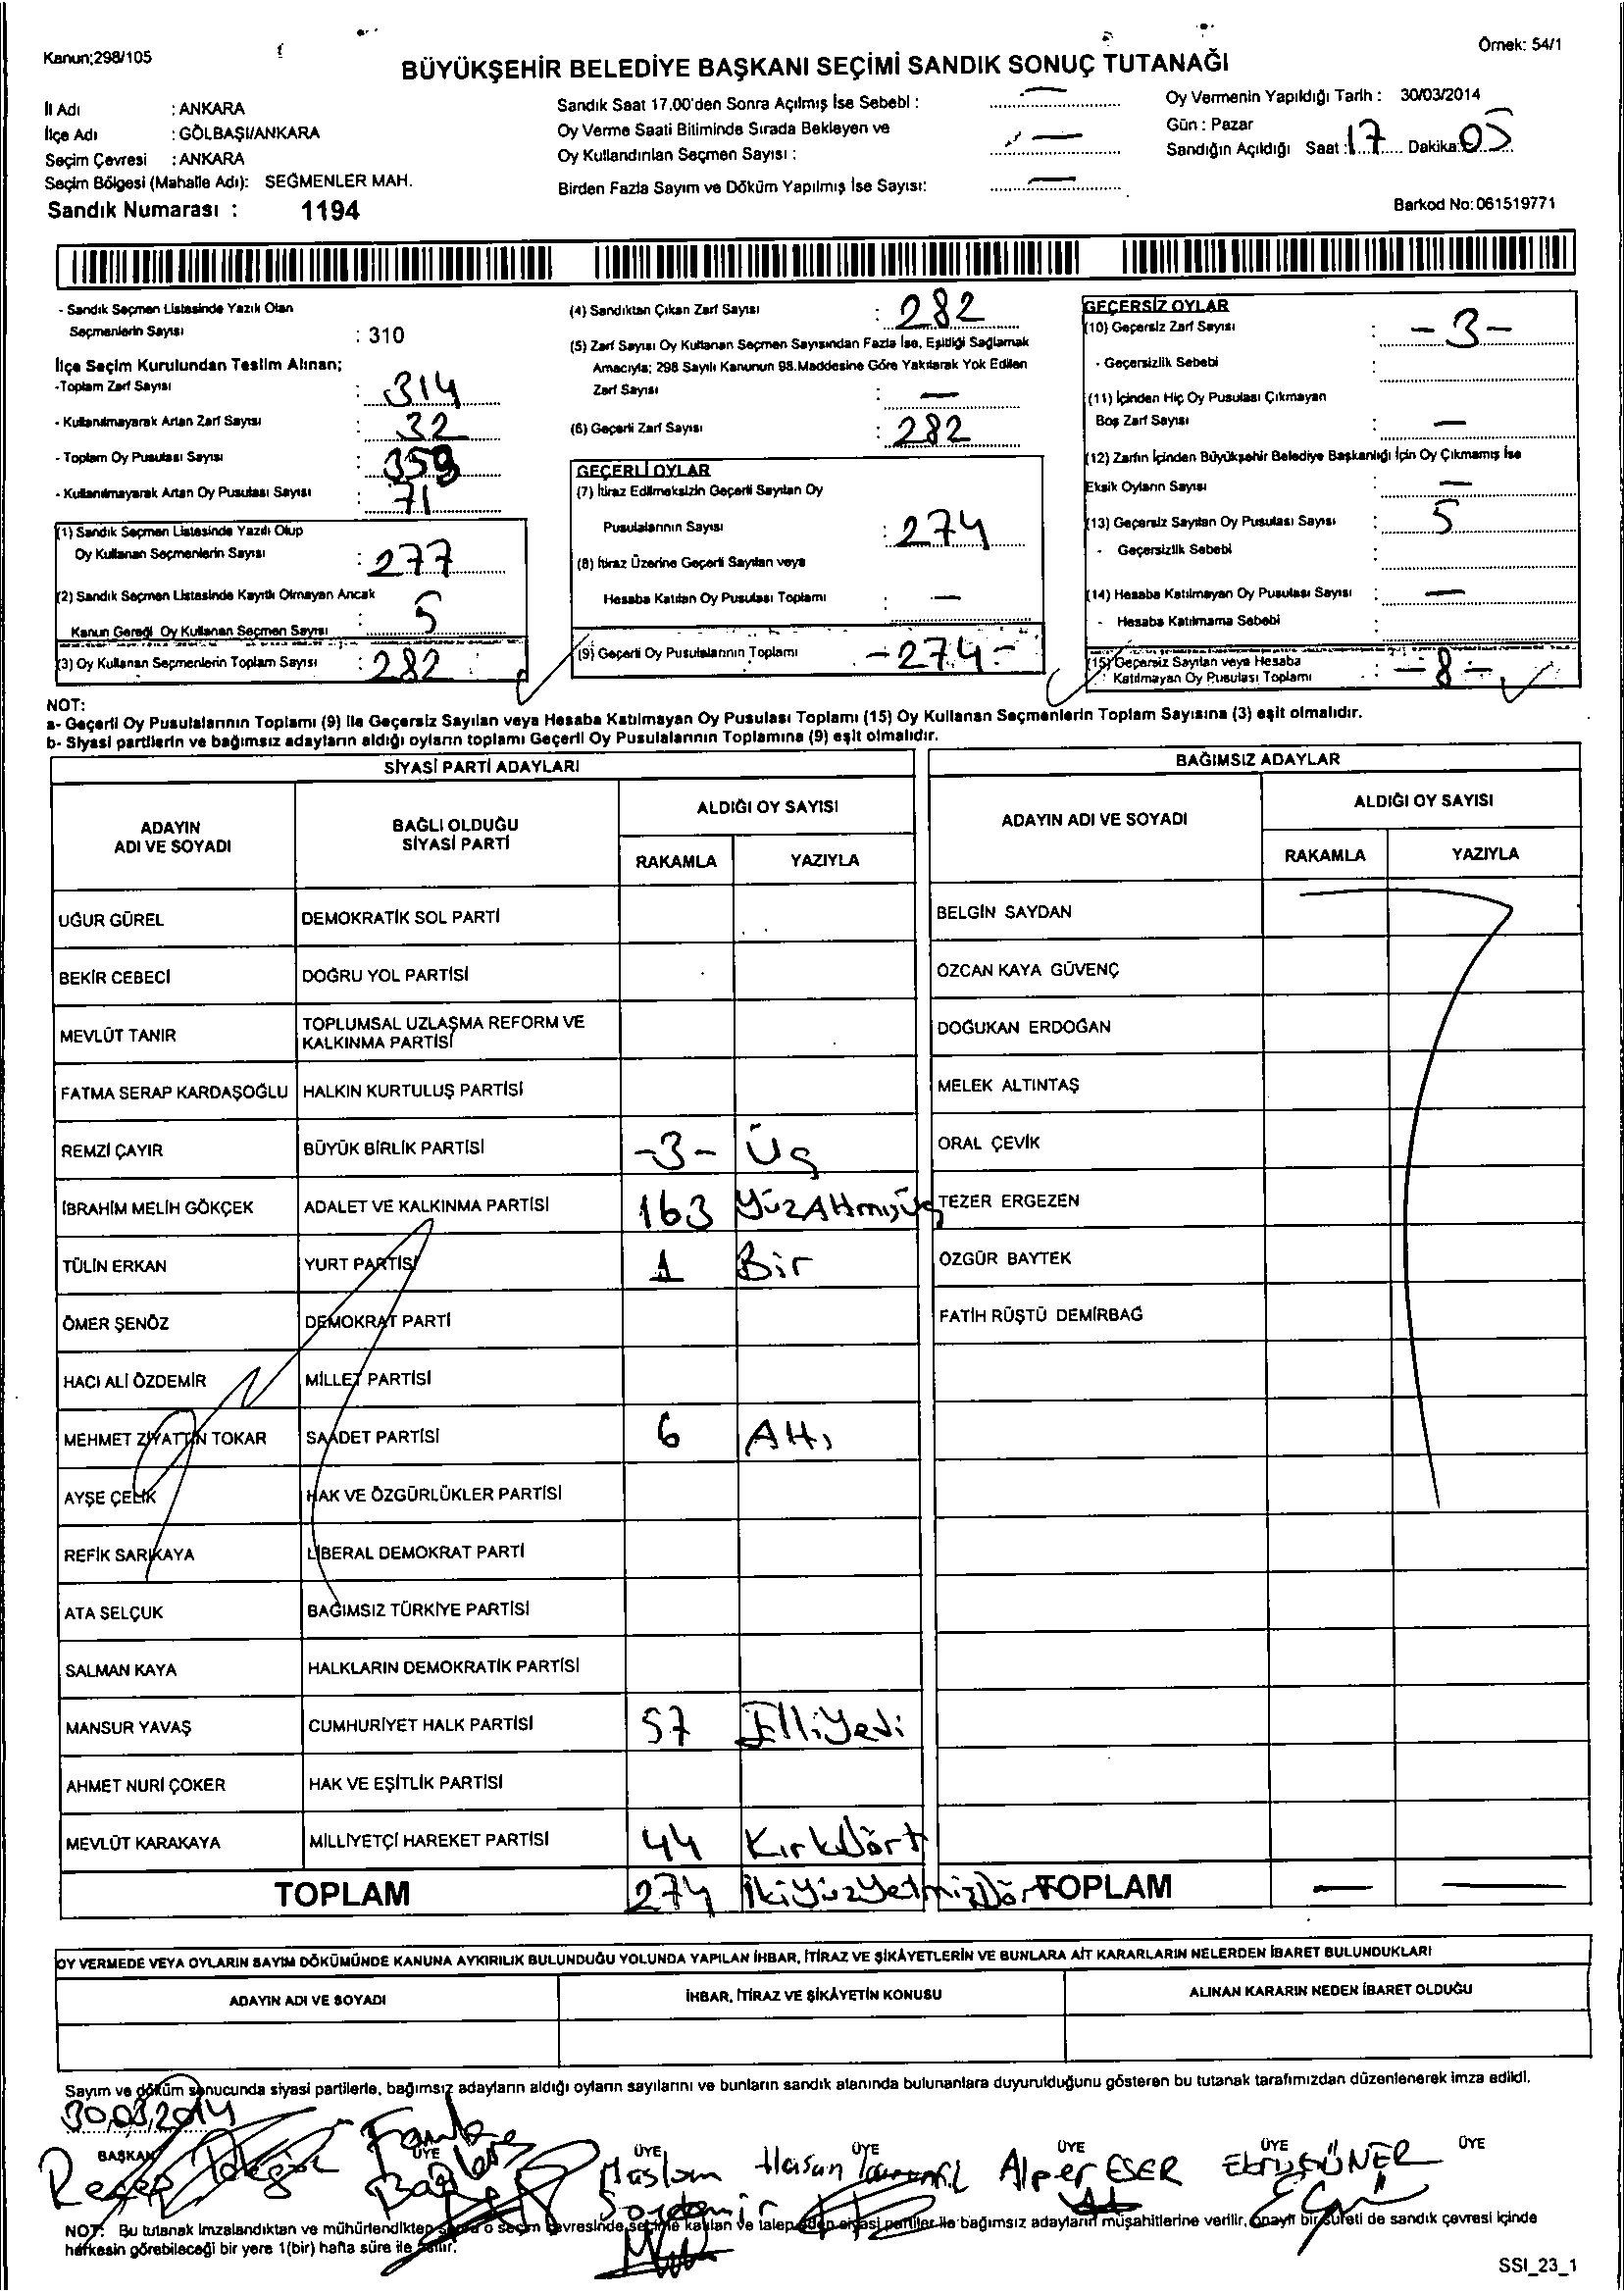 Kanun;298/105
Örnek: 54/1
BÜYÜKŞEHİR BELEDİYE BAŞKANI SEÇİMİ SANDIK SONUÇ TUTANAĞI
İl Adı : ANKARA
İlçe Adı : GÖLBAŞI/ANKARA
Seçim Çevresi : ANKARA
Seçim Bölgesi (Mahalle Adı): SEĞMENLER MAH.
Sandık Numarası : 1194
Sandık Saat 17.00'den Sonra Açılmış İse Sebebi : —
Oy Verme Saati Bitiminde Sırada Bekleyen ve
Oy Kullandırılan Seçmen Sayısı : —
Birden Fazla Sayım ve Döküm Yapılmış İse Sayısı: —
Oy Vermenin Yapıldığı Tarih : 30/03/2014
Gün : Pazar
Sandığın Açıldığı Saat : 17 Dakika: 05
Barkod No: 061519771
- Sandık Seçmen Listesinde Yazılı Olan
Seçmenlerin Sayısı : 310
İlçe Seçim Kurulundan Teslim Alınan;
-Toplam Zarf Sayısı : 314
- Kullanılmayarak Artan Zarf Sayısı : 32
- Toplam Oy Pusulası Sayısı : 359
- Kullanılmayarak Artan Oy Pusulası Sayısı : 71
(1) Sandık Seçmen Listesinde Yazılı Olup
Oy Kullanan Seçmenlerin Sayısı : 277
(2) Sandık Seçmen Listesinde Kayıtlı Olmayan Ancak
Kanun Gereği Oy Kullanan Seçmen Sayısı : 5
(3) Oy Kullanan Seçmenlerin Toplam Sayısı : 282
(4) Sandıktan Çıkan Zarf Sayısı : 282
(5) Zarf Sayısı Oy Kullanan Seçmen Sayısından Fazla İse, Eşitliği Sağlamak
Amacıyla; 298 Sayılı Kanunun 98.Maddesine Göre Yakılarak Yok Edilen
Zarf Sayısı : —
(6) Geçerli Zarf Sayısı : 282
GEÇERLİ OYLAR
(7) İtiraz Edilmeksizin Geçerli Sayılan Oy
Pusulalarının Sayısı : 274
(8) İtiraz Üzerine Geçerli Sayılan veya
Hesaba Katılan Oy Pusulası Toplamı : —
(9) Geçerli Oy Pusulalarının Toplamı -274-
GEÇERSİZ OYLAR
(10) Geçersiz Zarf Sayısı : -3-
- Geçersizlik Sebebi :
(11) İçinden Hiç Oy Pusulası Çıkmayan
Boş Zarf Sayısı : —
(12) Zarfın İçinden Büyükşehir Belediye Başkanlığı İçin Oy Çıkmamış İse
Eksik Oyların Sayısı : —
(13) Geçersiz Sayılan Oy Pusulası Sayısı : 5
- Geçersizlik Sebebi :
(14) Hesaba Katılmayan Oy Pusulası Sayısı : —
- Hesaba Katılmama Sebebi :
(15) Geçersiz Sayılan veya Hesaba
Katılmayan Oy Pusulası Toplamı : -8-
NOT:
a- Geçerli Oy Pusulalarının Toplamı (9) ile Geçersiz Sayılan veya Hesaba Katılmayan Oy Pusulası Toplamı (15) Oy Kullanan Seçmenlerin Toplam Sayısına (3) eşit olmalıdır.
b- Siyasi partilerin ve bağımsız adayların aldığı oyların toplamı Geçerli Oy Pusulalarının Toplamına (9) eşit olmalıdır.
SİYASİ PARTİ ADAYLARI
ADAYIN ADI VE SOYADI BAĞLI OLDUĞU SİYASİ PARTİ ALDIĞI OY SAYISI
RAKAMLA YAZIYLA
UĞUR GÜREL DEMOKRATİK SOL PARTİ
BEKİR CEBECİ DOĞRU YOL PARTİSİ
MEVLÜT TANIR TOPLUMSAL UZLAŞMA REFORM VE
KALKINMA PARTİSİ
FATMA SERAP KARDAŞOĞLU HALKIN KURTULUŞ PARTİSİ
REMZİ ÇAYIR BÜYÜK BİRLİK PARTİSİ -3- Üç
İBRAHİM MELİH GÖKÇEK ADALET VE KALKINMA PARTİSİ 163 YüzAltmışüç
TÜLİN ERKAN YURT PARTİSİ 1 Bir
ÖMER ŞENÖZ DEMOKRAT PARTİ
HACI ALİ ÖZDEMİR MİLLET PARTİSİ
MEHMET ZİYATTİN TOKAR SAADET PARTİSİ 6 Altı
AYŞE ÇELİK HAK VE ÖZGÜRLÜKLER PARTİSİ
REFİK SARIKAYA LİBERAL DEMOKRAT PARTİ
ATA SELÇUK BAĞIMSIZ TÜRKİYE PARTİSİ
SALMAN KAYA HALKLARIN DEMOKRATİK PARTİSİ
MANSUR YAVAŞ CUMHURİYET HALK PARTİSİ 57 ElliYedi
AHMET NURİ ÇOKER HAK VE EŞİTLİK PARTİSİ
MEVLÜT KARAKAYA MİLLİYETÇİ HAREKET PARTİSİ 44 KırkDört
TOPLAM 274 İkiyüzYetmişDört
BAĞIMSIZ ADAYLAR
ADAYIN ADI VE SOYADI ALDIĞI OY SAYISI
RAKAMLA YAZIYLA
BELGİN SAYDAN
ÖZCAN KAYA GÜVENÇ
DOĞUKAN ERDOĞAN
MELEK ALTINTAŞ
ORAL ÇEVİK
TEZER ERGEZEN
ÖZGÜR BAYTEK
FATİH RÜŞTÜ DEMİRBAĞ
TOPLAM — —
OY VERMEDE VEYA OYLARIN SAYIM DÖKÜMÜNDE KANUNA AYKIRILIK BULUNDUĞU YOLUNDA YAPILAN İHBAR, İTİRAZ VE ŞİKÂYETLERİN VE BUNLARA AİT KARARLARIN NELERDEN İBARET BULUNDUKLARI
ADAYIN ADI VE SOYADI İHBAR, İTİRAZ VE ŞİKÂYETİN KONUSU ALINAN KARARIN NEDEN İBARET OLDUĞU
Sayım ve döküm sonucunda siyasi partilerle, bağımsız adayların aldığı oyların sayılarını ve bunların sandık alanında bulunanlara duyurulduğunu gösteren bu tutanak tarafımızdan düzenlenerek imza edildi.
30.03.2014
BAŞKAN ÜYE ÜYE ÜYE ÜYE ÜYE ÜYE
Recep Hasan Alper ESER Ebru GÜNER
NOT: Bu tutanak imzalandıktan ve mühürlendikten sonra o seçim çevresinde seçime katılan ve talep eden siyasi partiler ile bağımsız adayların müşahitlerine verilir, onaylı bir sureti de sandık çevresi içinde
herkesin görebileceği bir yere 1(bir) hafta süre ile asılır.
SSI_23_1